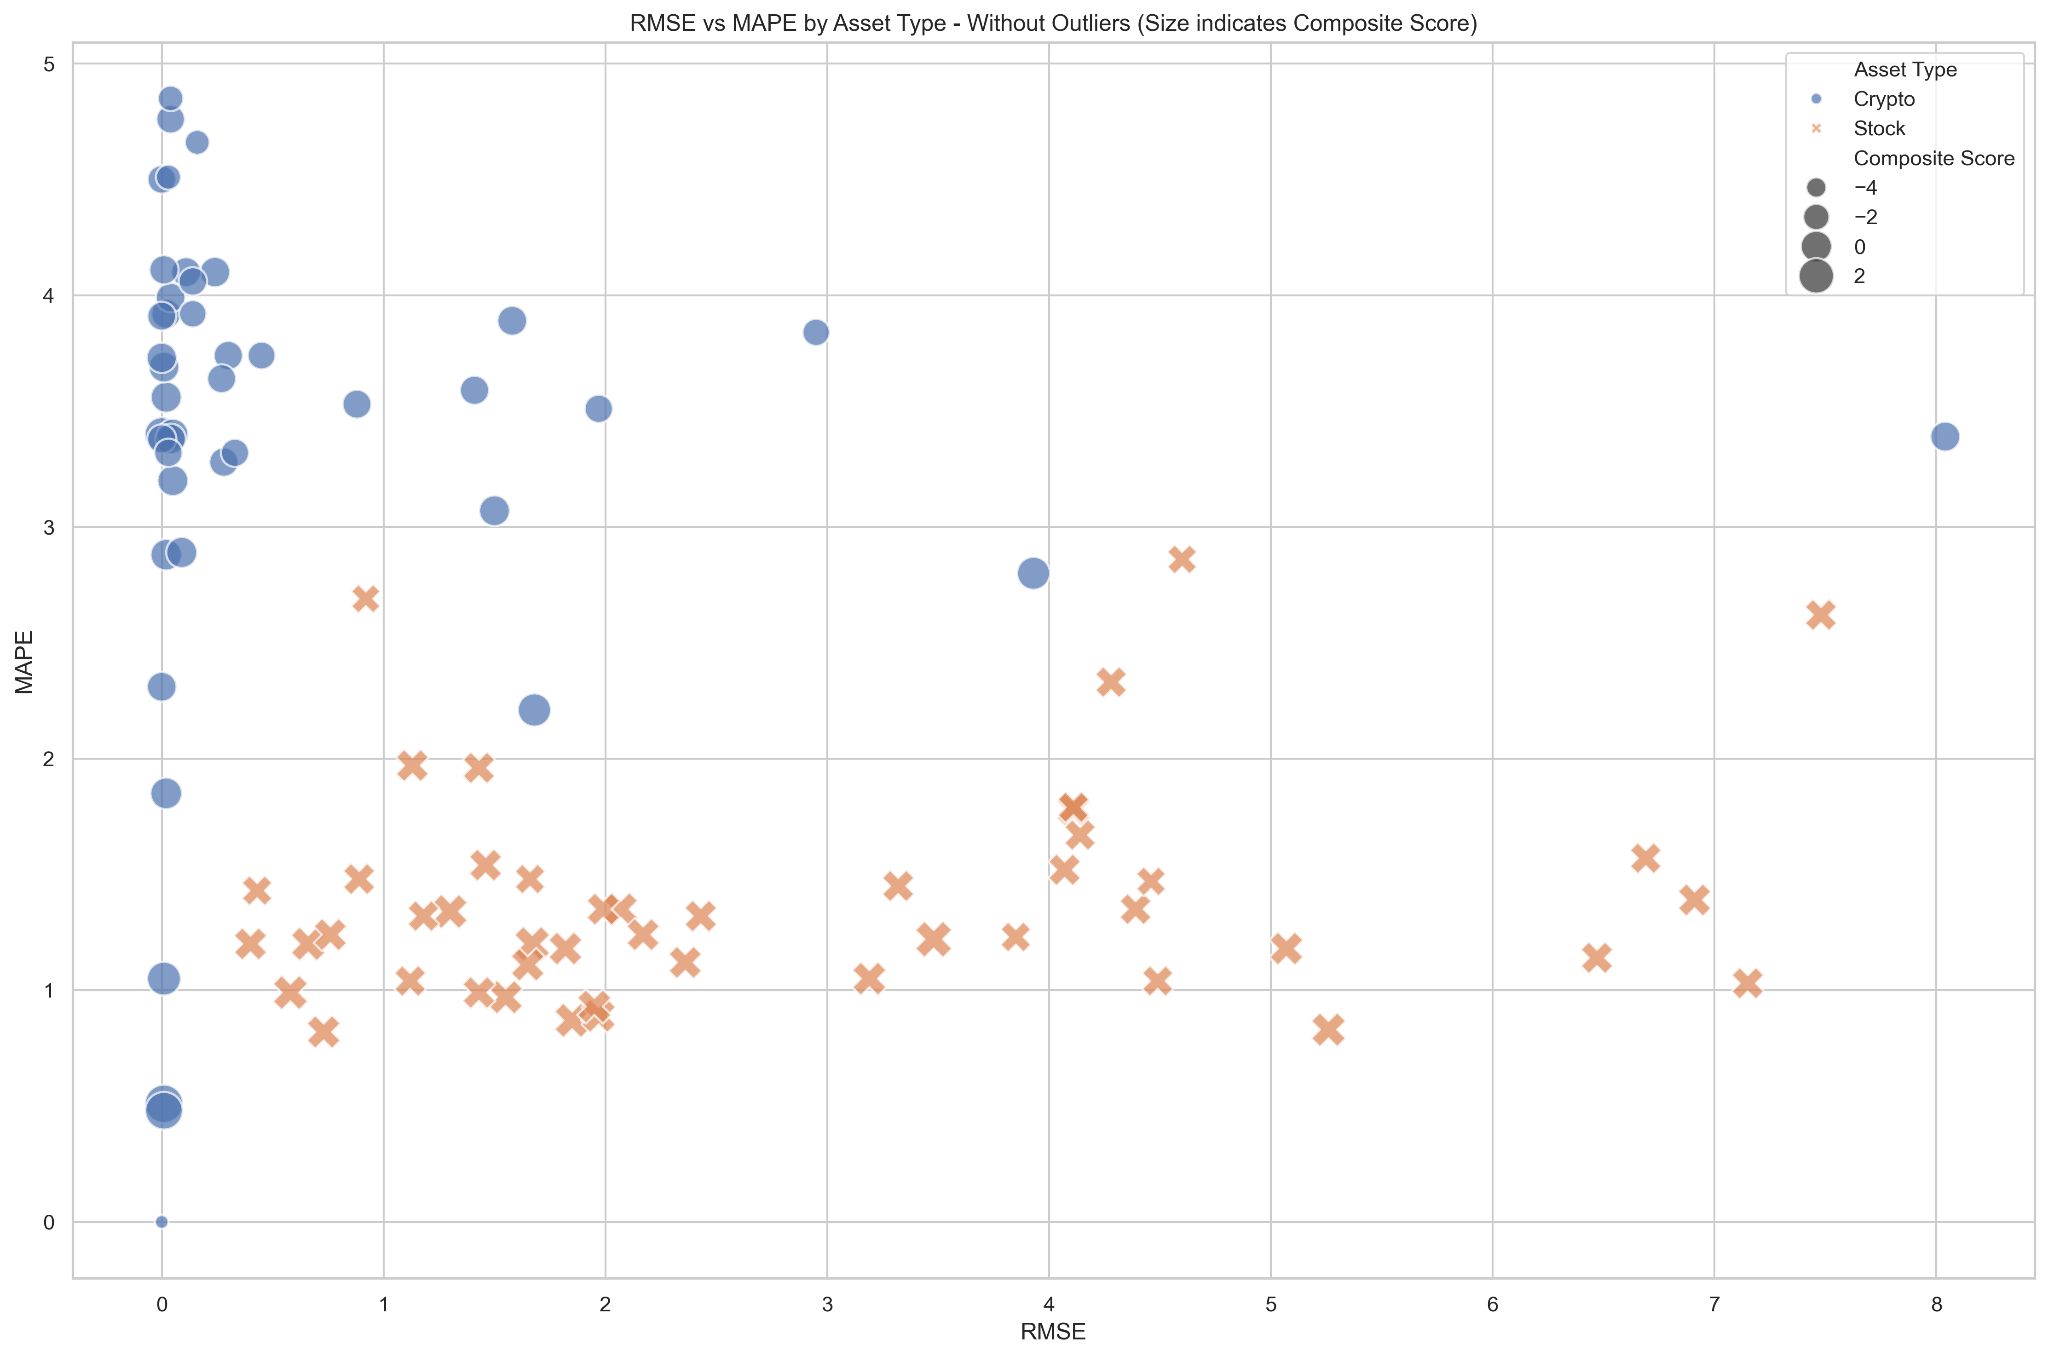 RMSE vs MAPE by Asset Type - Without Outliers (Size indicates Composite Score)
Asset Type
Crypto
Stock
Composite Score
−4
−2
0
2
MAPE
5
4
3
2
1
0
0 1 2 3 4 5 6 7 8
RMSE